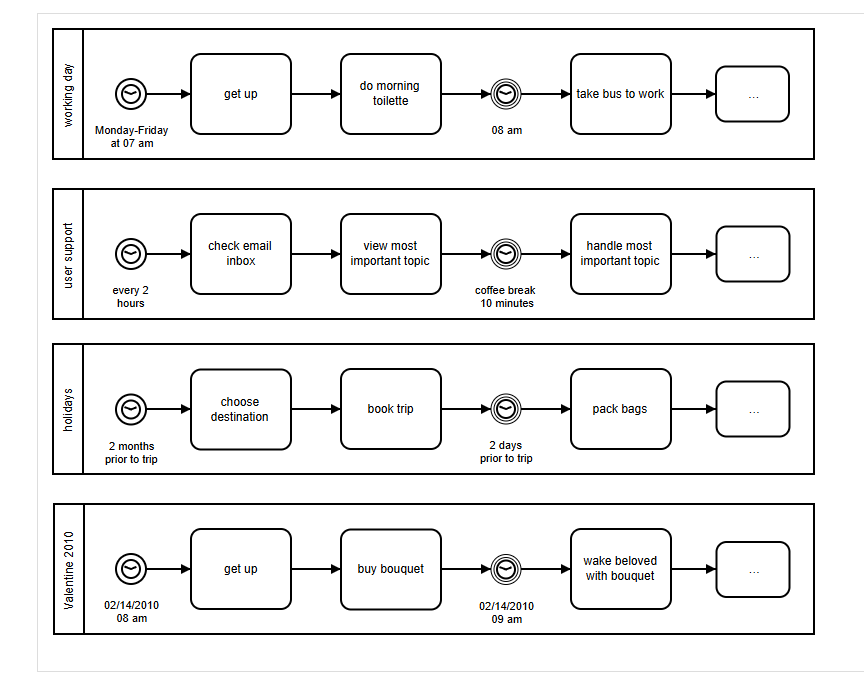 working day
Monday-Friday
at 07 am
get up
do morning
toilette
08 am
take bus to work
...
user support
every 2
hours
check email
inbox
view most
important topic
coffee break
10 minutes
handle most
important topic
...
holidays
2 months
prior to trip
choose
destination
book trip
2 days
prior to trip
pack bags
...
Valentine 2010
02/14/2010
08 am
get up
buy bouquet
02/14/2010
09 am
wake beloved
with bouquet
...